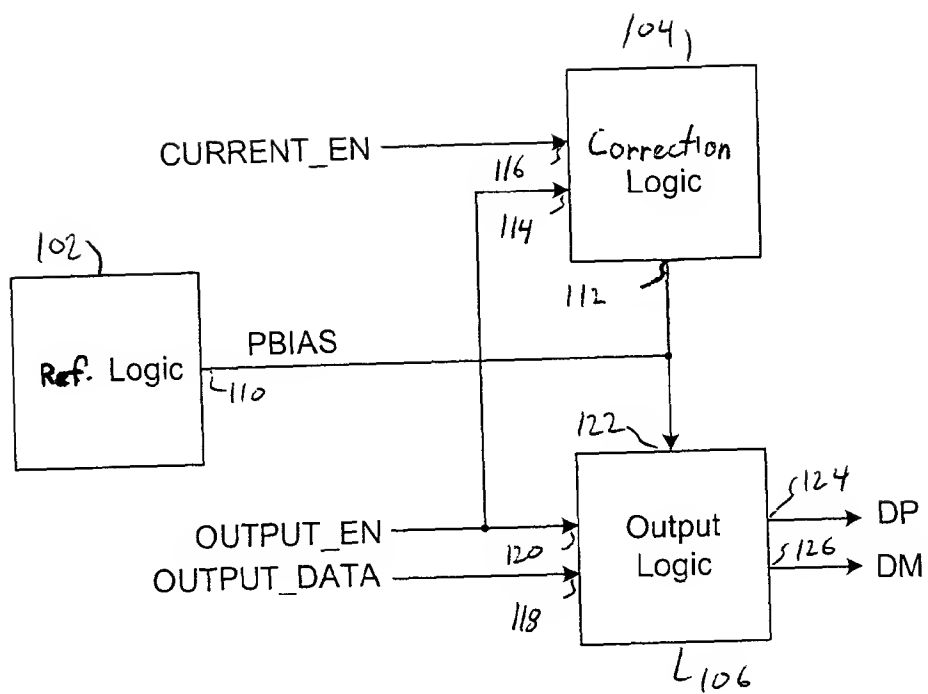 104
CURRENT_EN
Correction
Logic
116
114
102
112
PBIAS
Ref. Logic
110
122
124
DP
OUTPUT_EN
Output
Logic
120
126
DM
OUTPUT_DATA
118
106